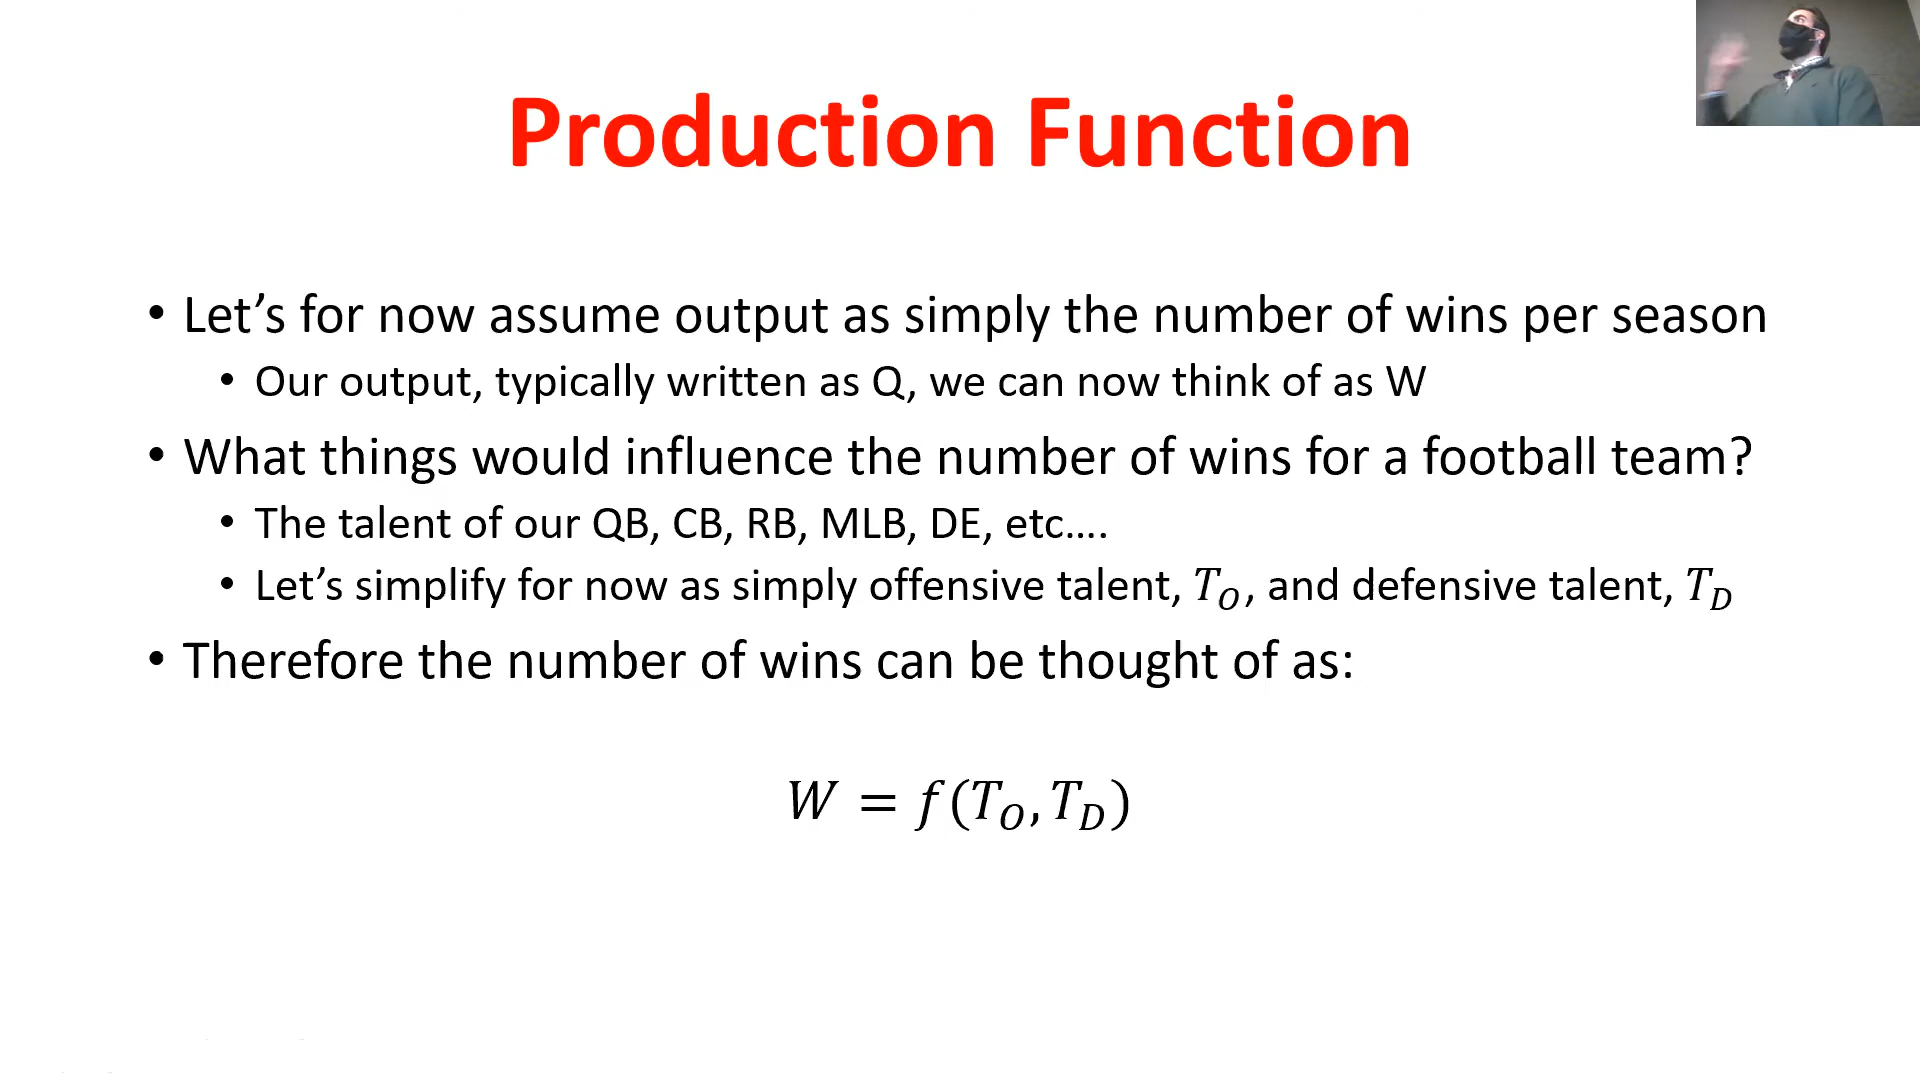 Production Function
• Let’s for now assume output as simply the number of wins per season
• Our output, typically written as Q, we can now think of as W
• What things would influence the number of wins for a football team?
• The talent of our QB, CB, RB, MLB, DE, etc….
• Let’s simplify for now as simply offensive talent, T_O, and defensive talent, T_D
• Therefore the number of wins can be thought of as:
W = f(T_O, T_D)